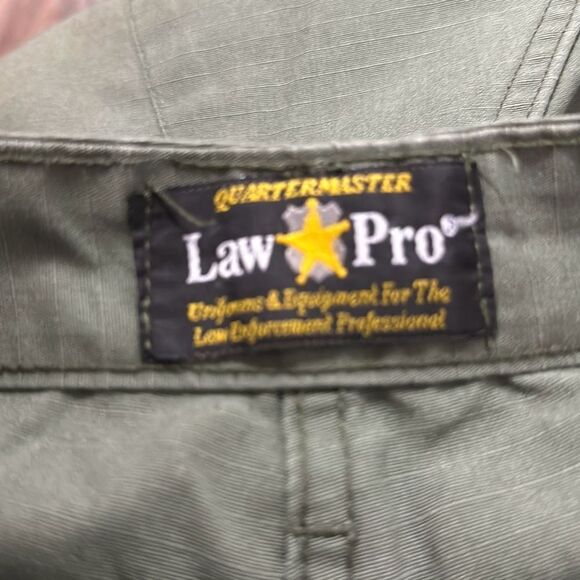 QUARTERMASTER
Law Pro®
Uniforms & Equipment For The
Law Enforcement Professional